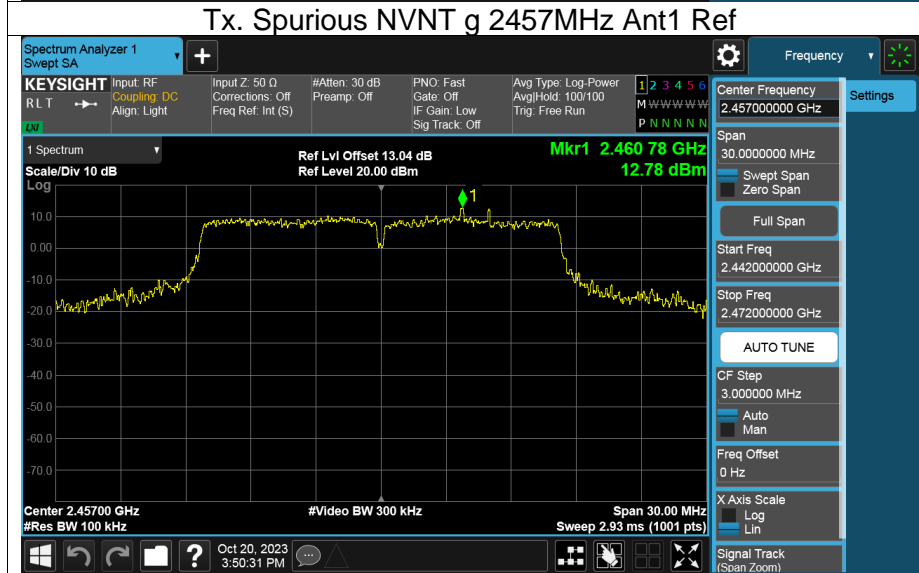 Tx. Spurious NVNT g 2457MHz Ant1 Ref
Spectrum Analyzer 1
Swept SA
+
Frequency
KEYSIGHT
RLT
LXI
Input: RF
Coupling: DC
Align: Light
Input Z: 50 Ω
Corrections: Off
Freq Ref: Int (S)
#Atten: 30 dB
Preamp: Off
PNO: Fast
Gate: Off
IF Gain: Low
Sig Track: Off
Avg Type: Log-Power
Avg|Hold: 100/100
Trig: Free Run
1 2 3 4 5 6
M W W W W W
P N N N N N
1 Spectrum
Scale/Div 10 dB
Log
Ref Lvl Offset 13.04 dB
Ref Level 20.00 dBm
Mkr1 2.460 78 GHz
12.78 dBm
1
10.0
0.00
-10.0
-20.0
-30.0
-40.0
-50.0
-60.0
-70.0
Center 2.45700 GHz
#Res BW 100 kHz
#Video BW 300 kHz
Span 30.00 MHz
Sweep 2.93 ms (1001 pts)
?
Oct 20, 2023
3:50:31 PM
Center Frequency
2.457000000 GHz
Settings
Span
30.0000000 MHz
Swept Span
Zero Span
Full Span
Start Freq
2.442000000 GHz
Stop Freq
2.472000000 GHz
AUTO TUNE
CF Step
3.000000 MHz
Auto
Man
Freq Offset
0 Hz
X Axis Scale
Log
Lin
Signal Track
(Span Zoom)